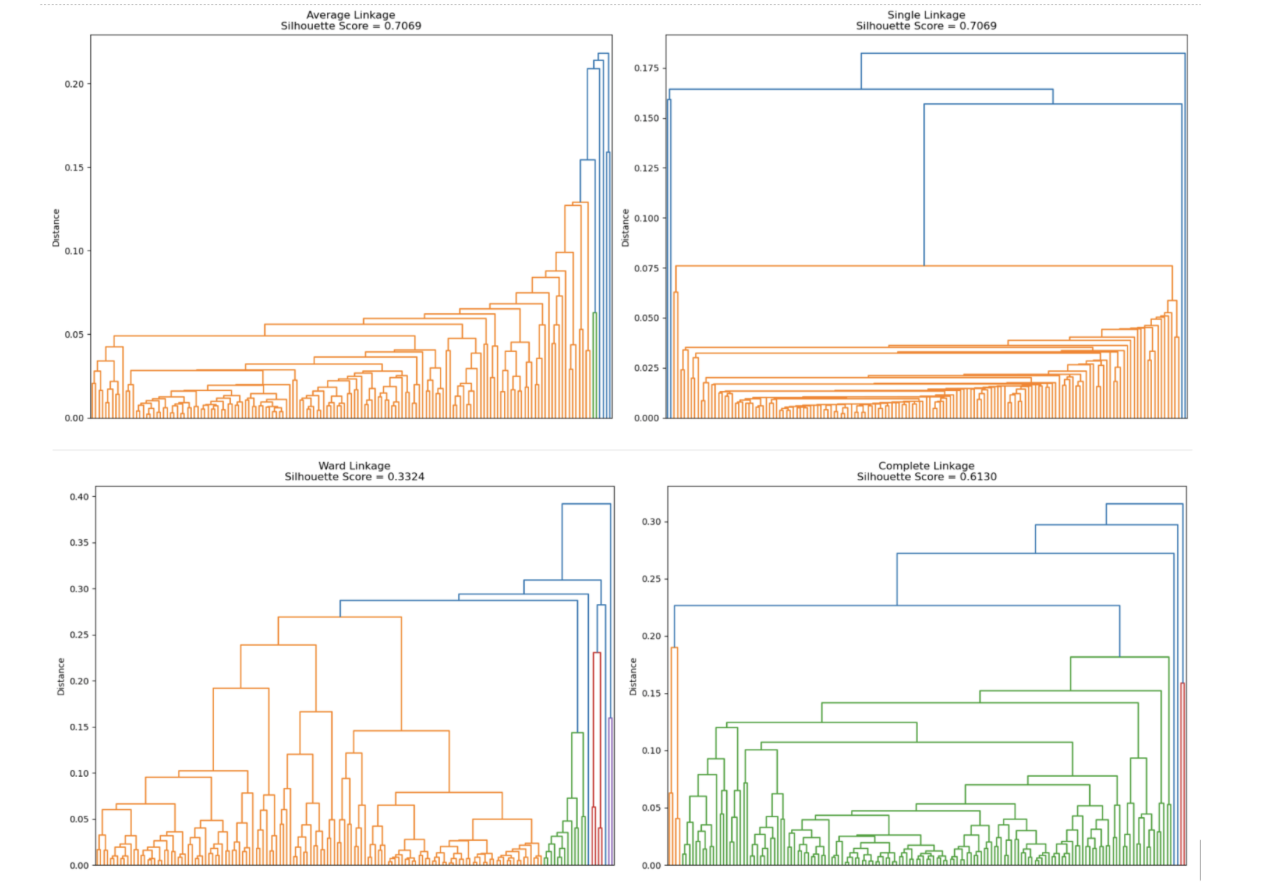 Average Linkage
Silhouette Score = 0.7069
Distance
0.20
0.15
0.10
0.05
0.00
Single Linkage
Silhouette Score = 0.7069
Distance
0.175
0.150
0.125
0.100
0.075
0.050
0.025
0.000
Ward Linkage
Silhouette Score = 0.3324
Distance
0.40
0.35
0.30
0.25
0.20
0.15
0.10
0.05
0.00
Complete Linkage
Silhouette Score = 0.6130
Distance
0.30
0.25
0.20
0.15
0.10
0.05
0.00